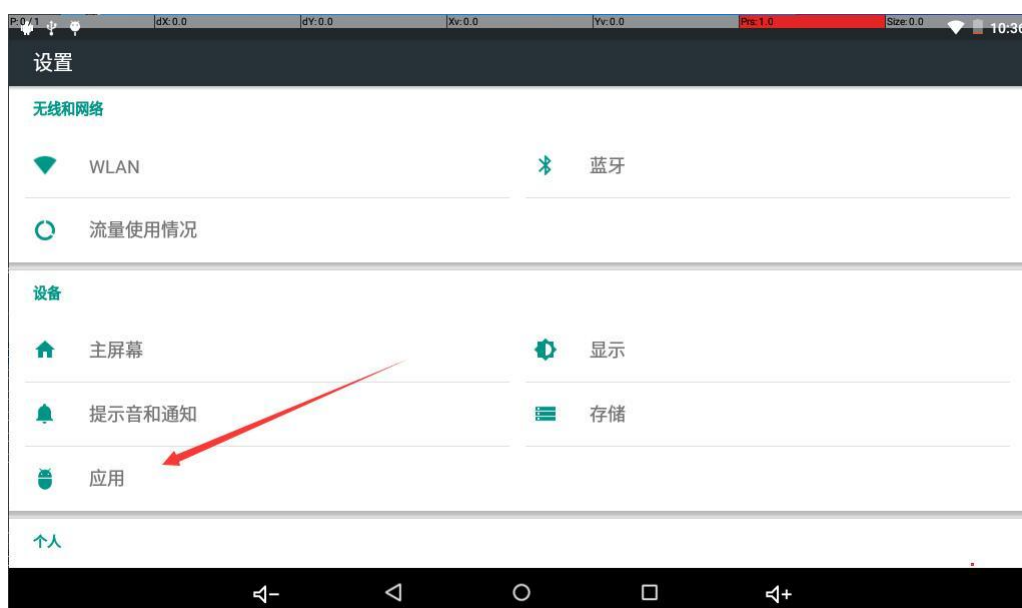 P:0/1 dX:0.0 dY:0.0 Xv:0.0 Yv:0.0 Prs:1.0 Size:0.0
10:36
设置
无线和网络
WLAN 蓝牙
流量使用情况
设备
主屏幕 显示
提示音和通知 存储
应用
个人